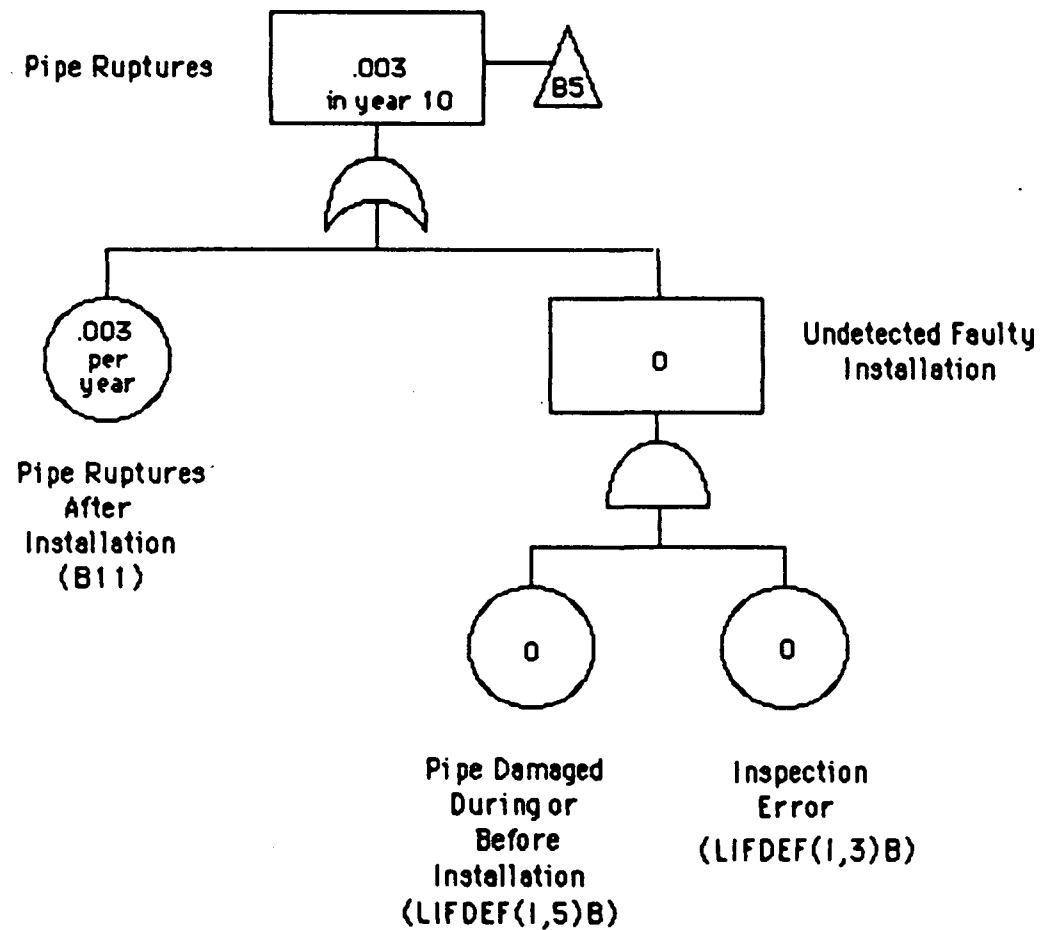 Pipe Ruptures
.003
in year 10
B5
.003
per
year
Pipe Ruptures
After
Installation
(B11)
0
Undetected Faulty
Installation
0
0
Pipe Damaged
During or
Before
Installation
(LIFDEF(1,5)B)
Inspection
Error
(LIFDEF(1,3)B)